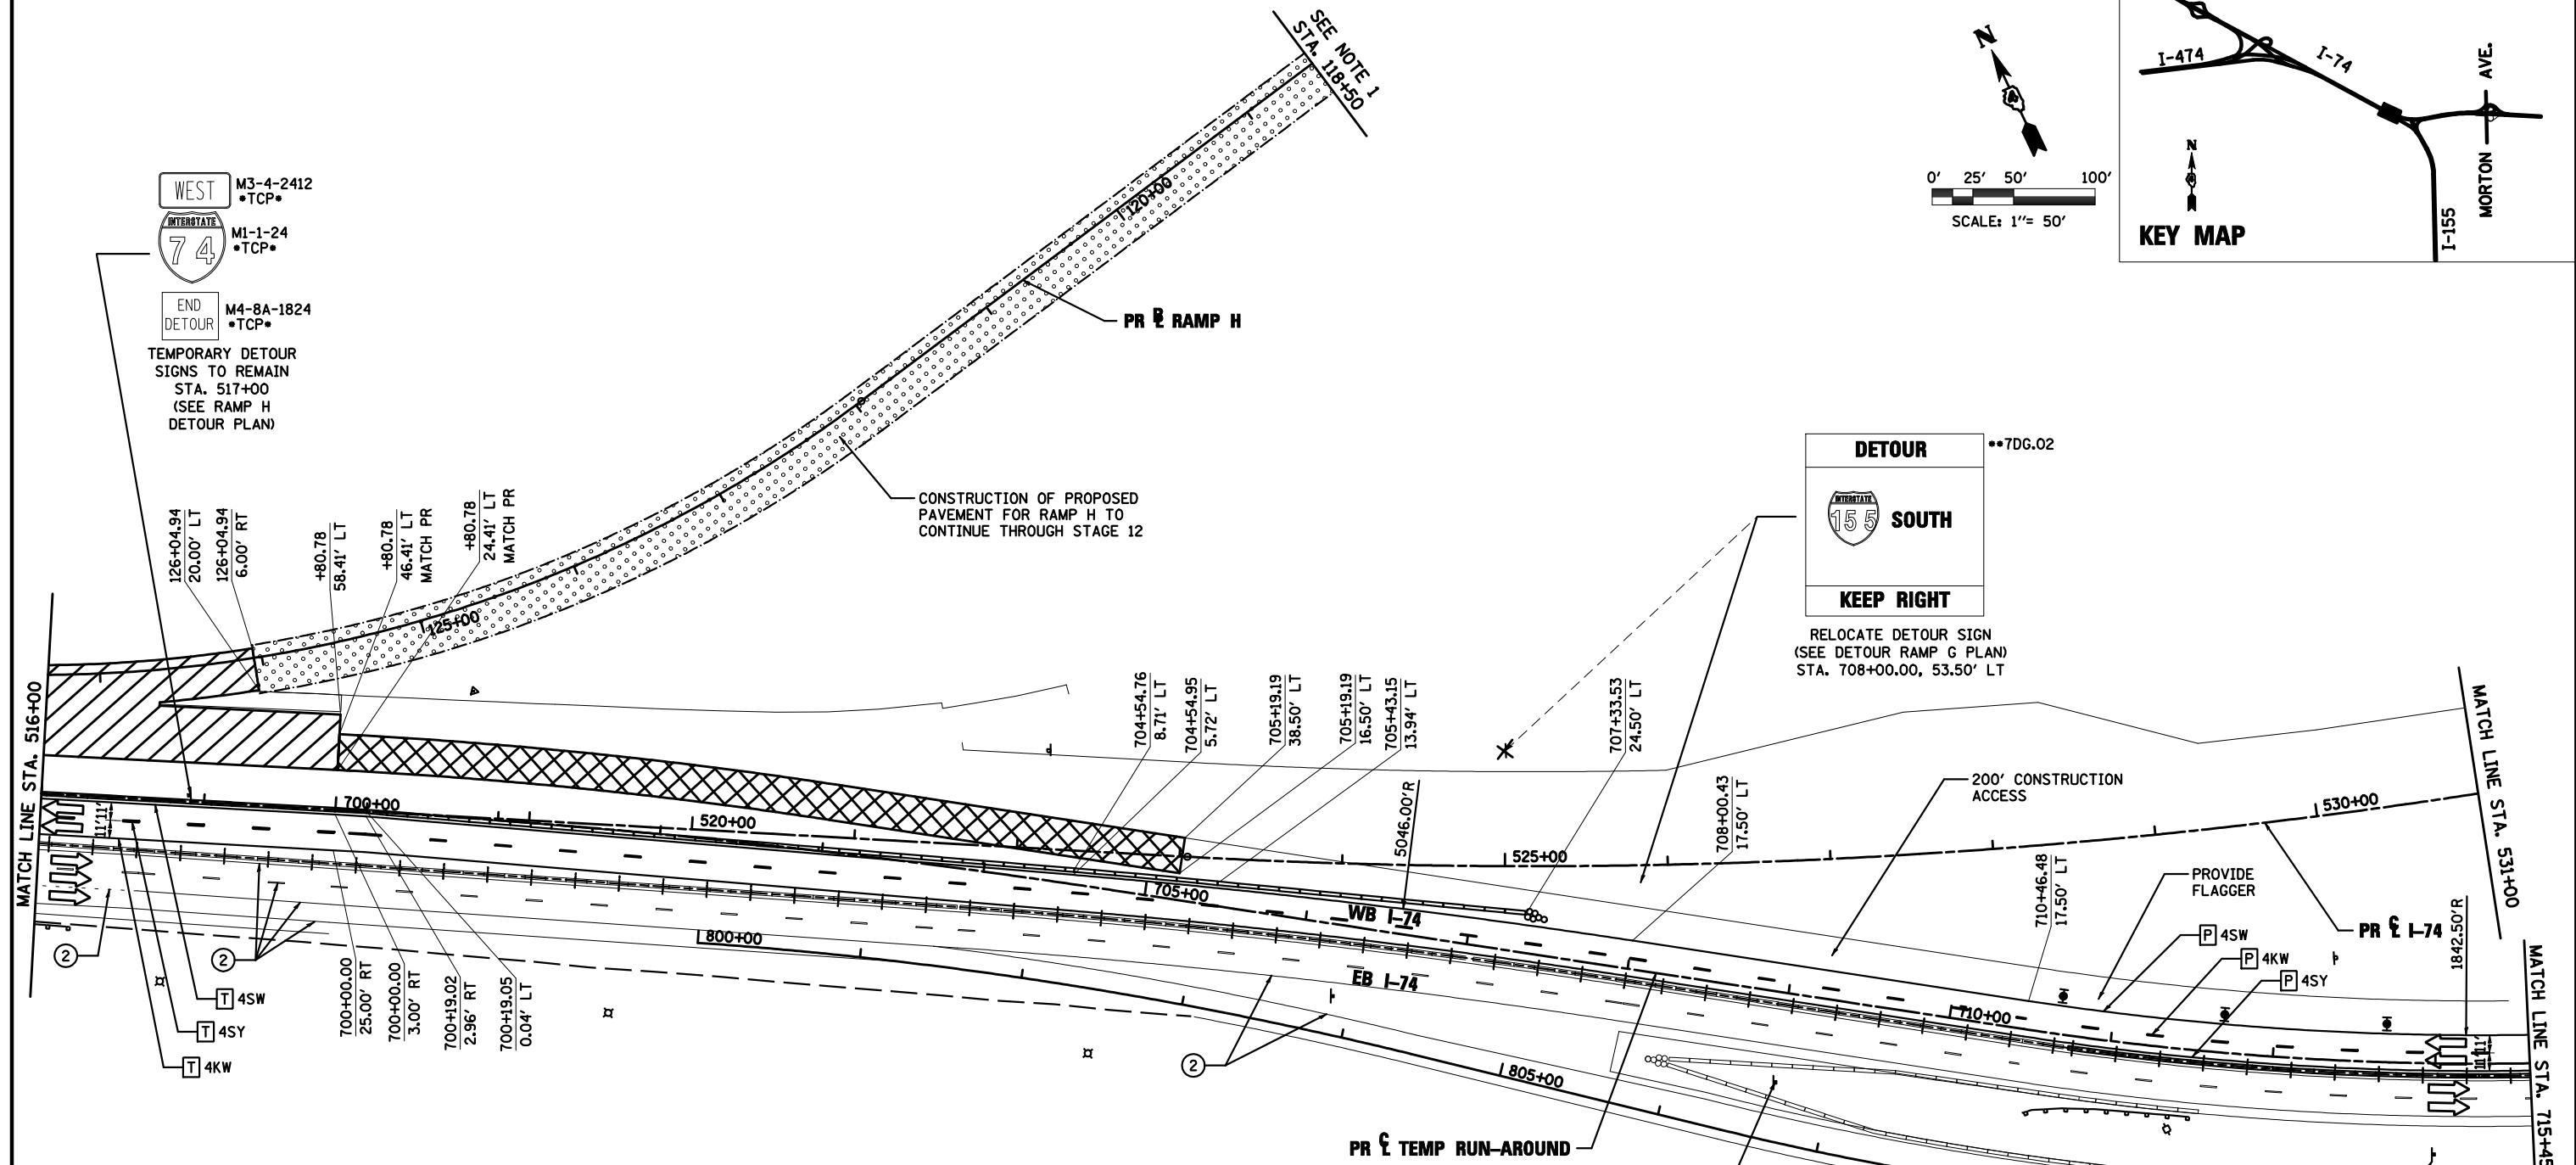 SEE NOTE 1
STA. 118+50
N
0' 25' 50' 100'
SCALE: 1"= 50'
I-474
I-74
MORTON AVE.
N
I-155
KEY MAP
WEST
M3-4-2412
*TCP*
INTERSTATE
74
M1-1-24
*TCP*
END
DETOUR
M4-8A-1824
*TCP*
TEMPORARY DETOUR
SIGNS TO REMAIN
STA. 517+00
(SEE RAMP H
DETOUR PLAN)
120+00
PR ⅊ RAMP H
CONSTRUCTION OF PROPOSED
PAVEMENT FOR RAMP H TO
CONTINUE THROUGH STAGE 12
DETOUR
**7DG.02
INTERSTATE
155
SOUTH
KEEP RIGHT
RELOCATE DETOUR SIGN
(SEE DETOUR RAMP G PLAN)
STA. 708+00.00, 53.50' LT
126+04.94
20.00' LT
126+04.94
6.00' RT
+80.78
58.41' LT
+80.78
46.41' LT
MATCH PR
+80.78
24.41' LT
MATCH PR
125+00
MATCH LINE STA. 516+00
704+54.76
8.71' LT
704+54.95
5.72' LT
705+19.19
38.50' LT
705+19.19
16.50' LT
705+43.15
13.94' LT
707+33.53
24.50' LT
5046.00'R
708+00.43
17.50' LT
200' CONSTRUCTION
ACCESS
530+00
MATCH LINE STA. 531+00
700+00
520+00
525+00
11' 11'
705+00
WB I-74
710+46.48
17.50' LT
PROVIDE
FLAGGER
PR ℄ I-74
1842.50'R
P 4SW
P 4KW
P 4SY
2
2
800+00
EB I-74
710+00
T 4SW
T 4SY
T 4KW
700+00.00
25.00' RT
700+00.00
3.00' RT
700+19.02
2.96' RT
700+19.05
0.04' LT
2
805+00
11' 11'
PR ℄ TEMP RUN-AROUND
MATCH LINE STA. 715+45